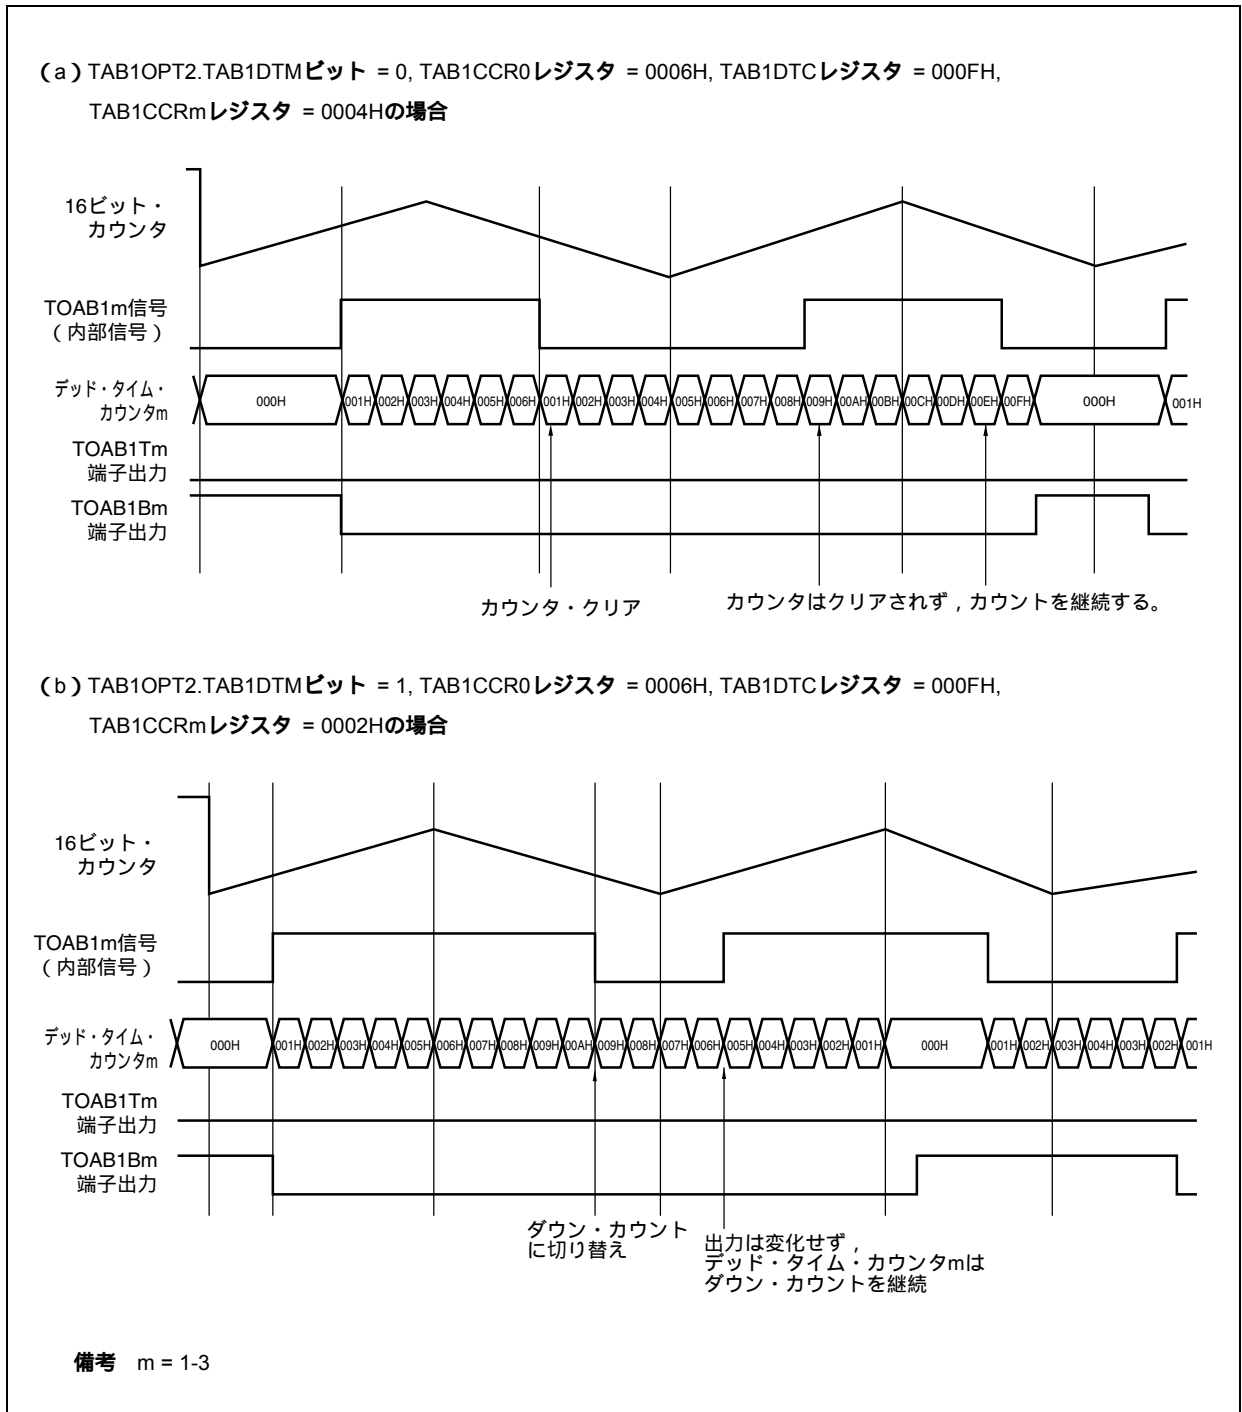 (a) TAB1OPT2.TAB1DTMビット = 0, TAB1CCR0レジスタ = 0006H, TAB1DTCレジスタ = 000FH,
TAB1CCRmレジスタ = 0004Hの場合
16ビット・
カウンタ
TOAB1m信号
(内部信号)
デッド・タイム・
カウンタm
000H 001H 002H 003H 004H 005H 006H 001H 002H 003H 004H 005H 006H 007H 008H 009H 00AH 00BH 00CH 00DH 00EH 00FH 000H 001H
TOAB1Tm
端子出力
TOAB1Bm
端子出力
カウンタ・クリア
カウンタはクリアされず,カウントを継続する。
(b) TAB1OPT2.TAB1DTMビット = 1, TAB1CCR0レジスタ = 0006H, TAB1DTCレジスタ = 000FH,
TAB1CCRmレジスタ = 0002Hの場合
16ビット・
カウンタ
TOAB1m信号
(内部信号)
デッド・タイム・
カウンタm
000H 001H 002H 003H 004H 005H 006H 007H 008H 009H 00AH 009H 008H 007H 006H 005H 004H 003H 002H 001H 000H 001H 002H 003H 004H 003H 002H 001H
TOAB1Tm
端子出力
TOAB1Bm
端子出力
ダウン・カウント
に切り替え
出力は変化せず,
デッド・タイム・カウンタmは
ダウン・カウントを継続
備考 m = 1-3